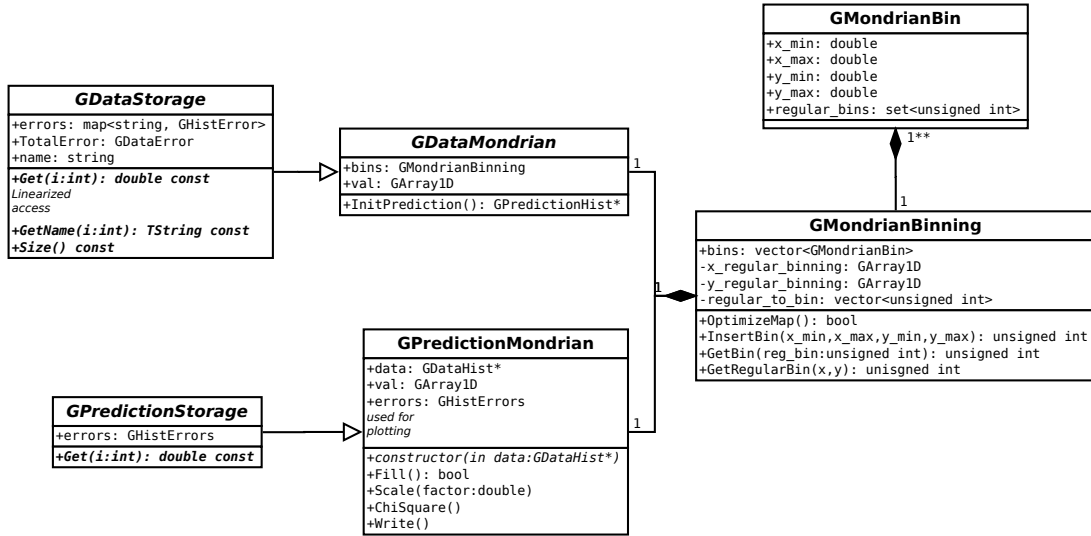 GMondrianBin
+x_min: double
+x_max: double
+y_min: double
+y_max: double
+regular_bins: set<unsigned int>
1**
1
GDataStorage
+errors: map<string, GHistError>
+TotalError: GDataError
+name: string
+Get(i:int): double const
Linearized
access
+GetName(i:int): TString const
+Size() const
GDataMondrian
+bins: GMondrianBinning
+val: GArray1D
+InitPrediction(): GPredictionHist*
1
GMondrianBinning
+bins: vector<GMondrianBin>
-x_regular_binning: GArray1D
-y_regular_binning: GArray1D
-regular_to_bin: vector<unsigned int>
+OptimizeMap(): bool
+InsertBin(x_min,x_max,y_min,y_max): unsigned int
+GetBin(reg_bin:unsigned int): unsigned int
+GetRegularBin(x,y): unisgned int
1
GPredictionMondrian
+data: GDataHist*
+val: GArray1D
+errors: GHistErrors
used for
plotting
+constructor(in data:GDataHist*)
+Fill(): bool
+Scale(factor:double)
+ChiSquare()
+Write()
1
GPredictionStorage
+errors: GHistErrors
+Get(i:int): double const